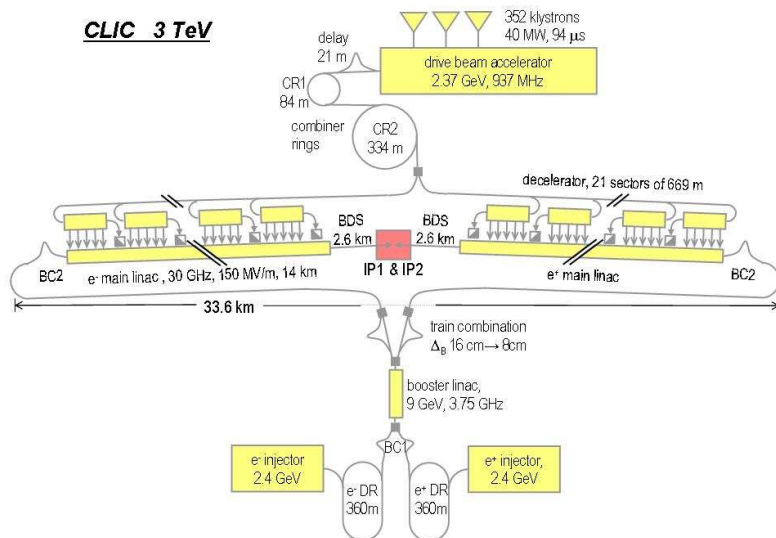 CLIC 3 TeV
352 klystrons
40 MW, 94 μs
delay
21 m
drive beam accelerator
2.37 GeV, 937 MHz
CR1
84 m
combiner
rings
CR2
334 m
decelerator, 21 sectors of 669 m
BDS
2.6 km
BDS
2.6 km
IP1 & IP2
BC2
e- main linac , 30 GHz, 150 MV/m, 14 km
e+ main linac
BC2
33.6 km
train combination
ΔB 16 cm→ 8cm
booster linac,
9 GeV, 3.75 GHz
BC1
e- injector
2.4 GeV
e+ injector,
2.4 GeV
e- DR
360m
e+ DR
360m